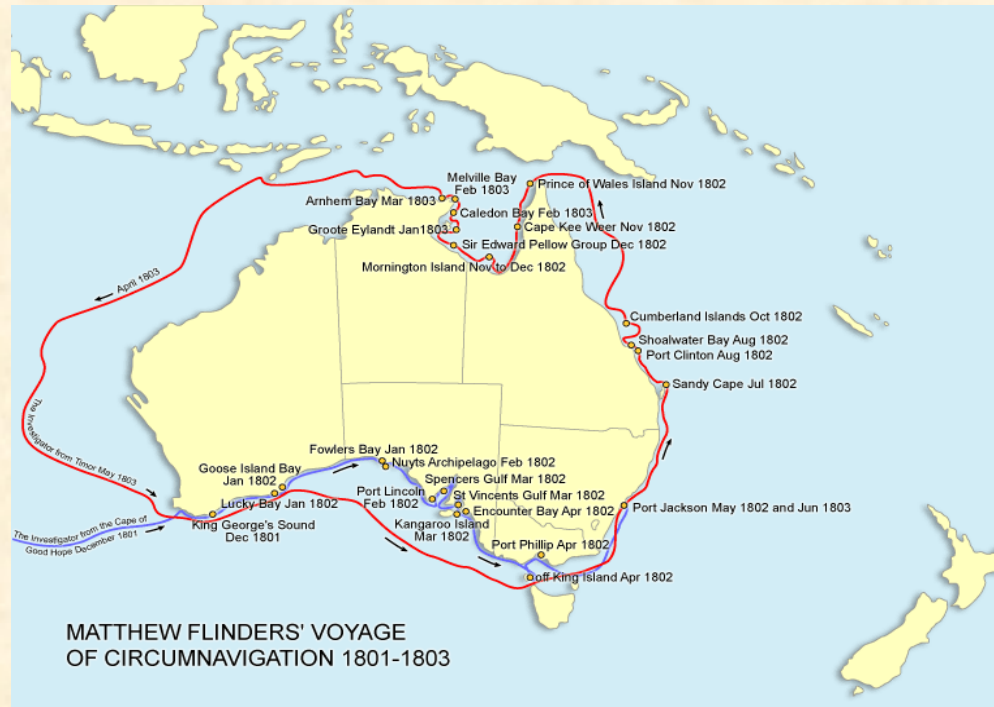 Melville Bay
Feb 1803
Prince of Wales Island Nov 1802
Arnhem Bay Mar 1803
Caledon Bay Feb 1803
Groote Eylandt Jan1803
Cape Kee Weer Nov 1802
Sir Edward Pellow Group Dec 1802
Mornington Island Nov to Dec 1802
April 1803
Cumberland Islands Oct 1802
Shoalwater Bay Aug 1802
Port Clinton Aug 1802
Sandy Cape Jul 1802
The Investigator from Timor May 1803
Fowlers Bay Jan 1802
Nuyts Archipelago Feb 1802
Goose Island Bay
Jan 1802
Spencers Gulf Mar 1802
Port Lincoln
Feb 1802
St Vincents Gulf Mar 1802
Lucky Bay Jan 1802
Encounter Bay Apr 1802
Port Jackson May 1802 and Jun 1803
King George's Sound
Dec 1801
Kangaroo Island
Mar 1802
The Investigator from the Cape of
Good Hope December 1801
Port Phillip Apr 1802
off King Island Apr 1802
MATTHEW FLINDERS' VOYAGE
OF CIRCUMNAVIGATION 1801-1803